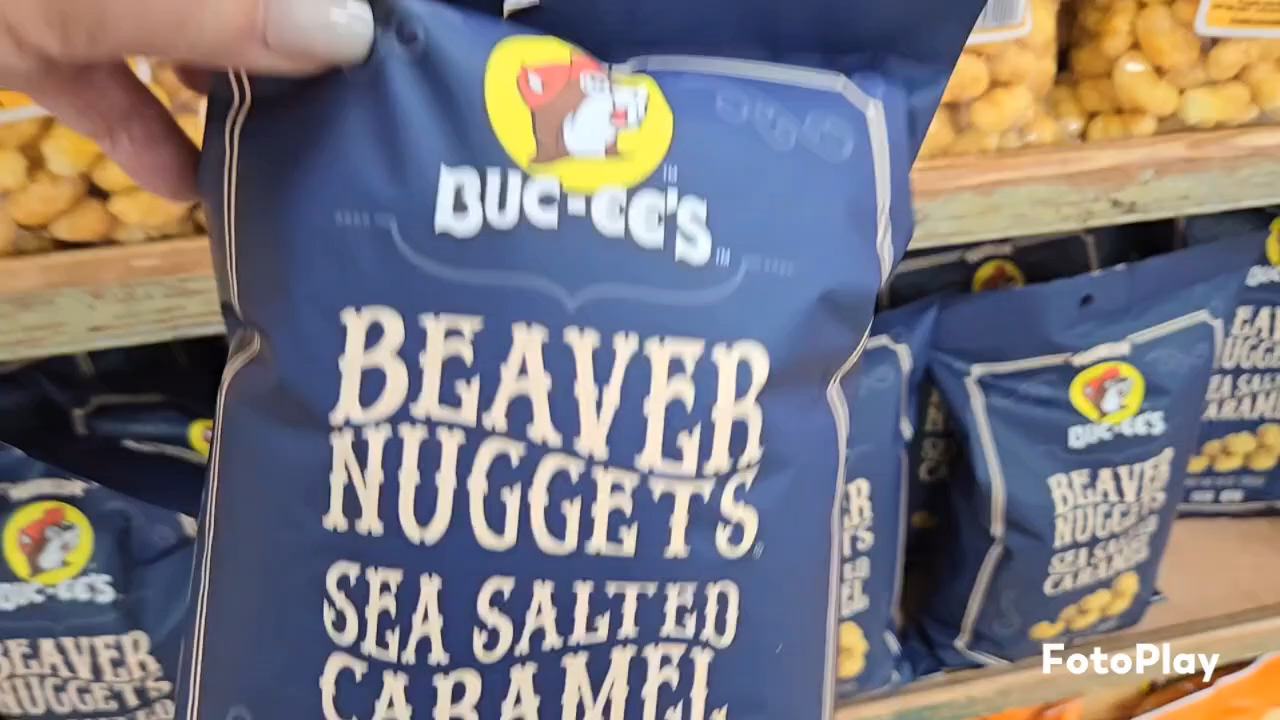 BUC-EE'S
BEAVER
NUGGETS
SEA SALTED
CARAMEL
BUC-EE'S
BEAVER
NUGGETS
SEA SALTED
CARAMEL
BUC-EE'S
BEAVER
NUGGETS
FotoPlay